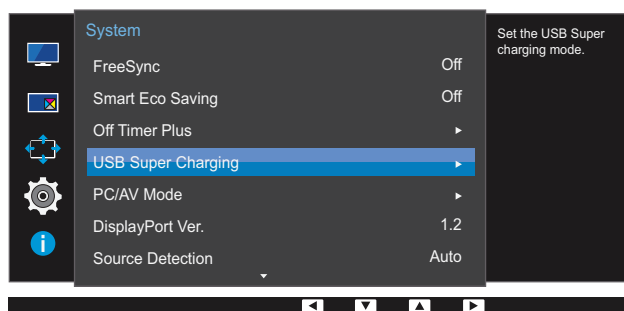 System
Set the USB Super
charging mode.
FreeSync Off
Smart Eco Saving Off
Off Timer Plus
USB Super Charging
PC/AV Mode
DisplayPort Ver. 1.2
Source Detection Auto
i